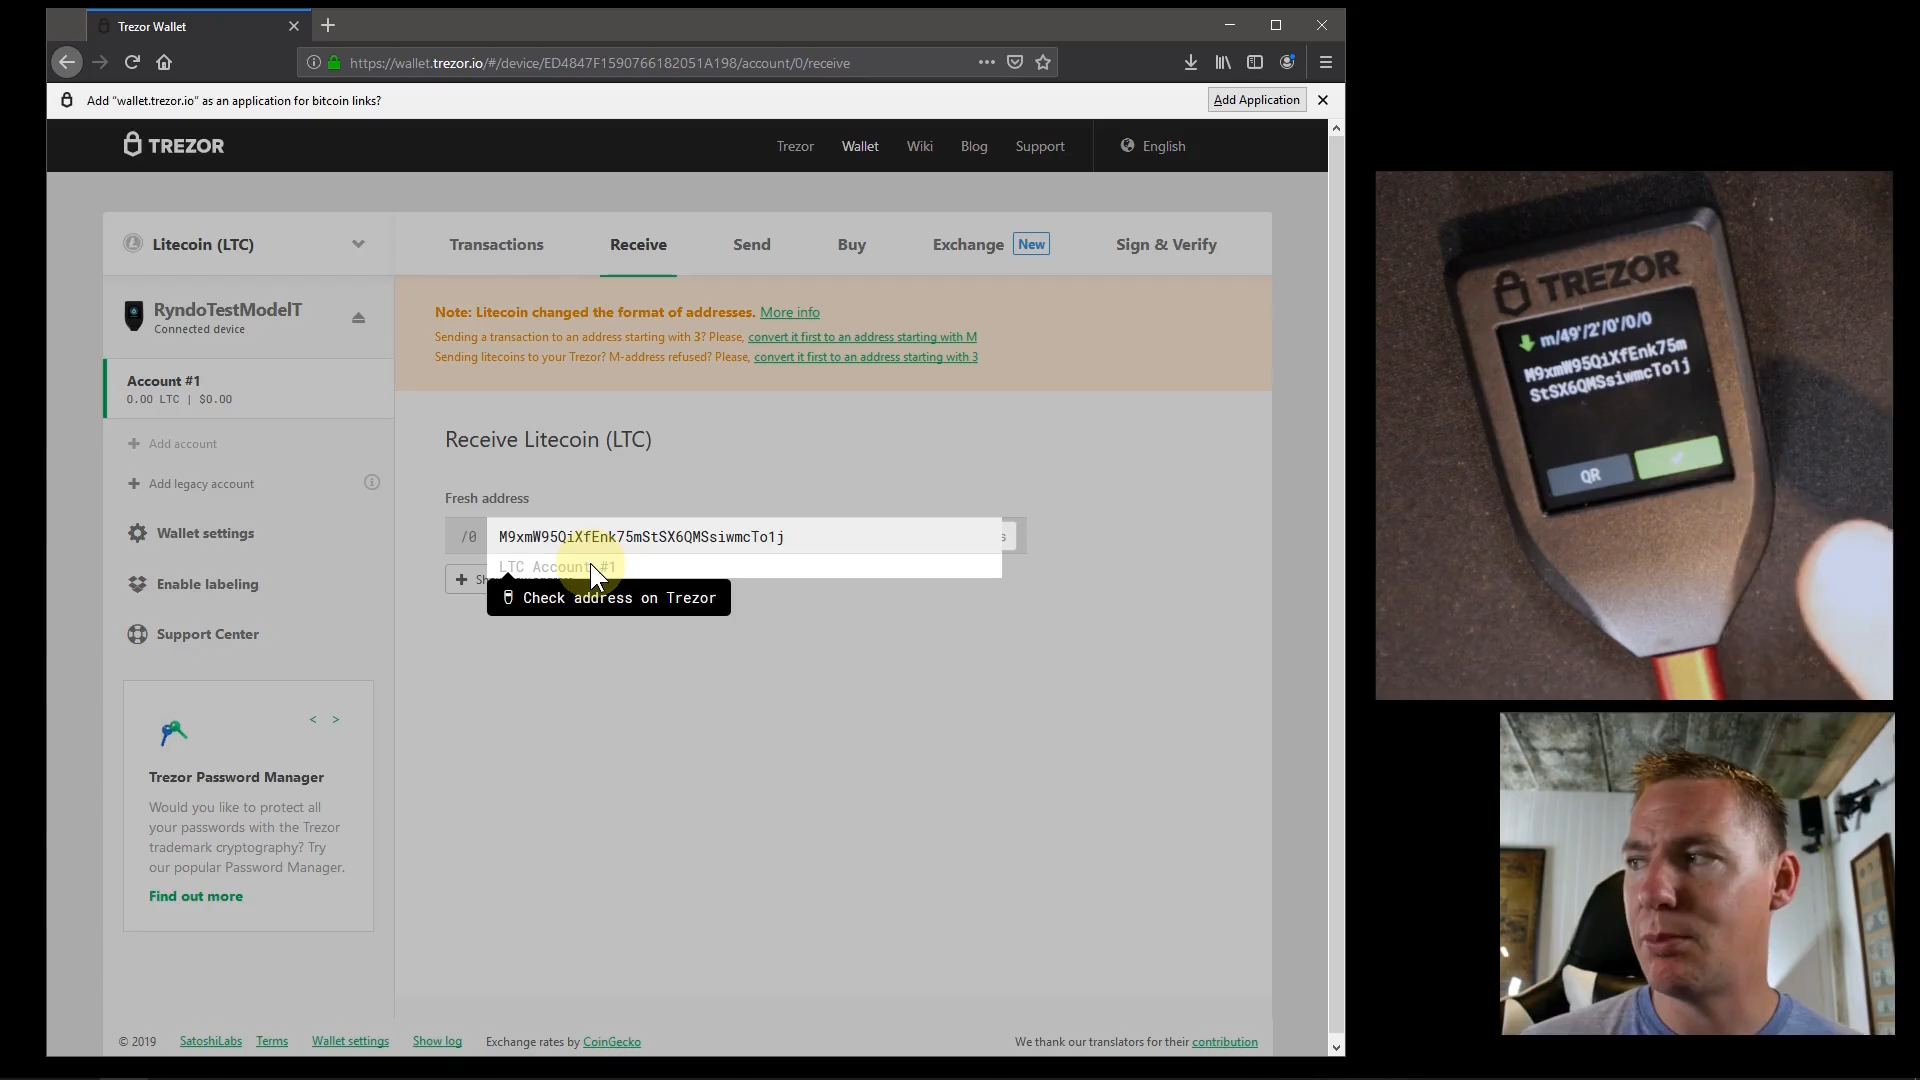 Trezor Wallet
https://wallet.trezor.io/#/device/ED4847F1590766182051A198/account/0/receive
Add “wallet.trezor.io” as an application for bitcoin links?
Add Application
TREZOR
Trezor
Wallet
Wiki
Blog
Support
English
Litecoin (LTC)
Transactions
Receive
Send
Buy
Exchange
New
Sign & Verify
RyndoTestModelT
Connected device
Account #1
0.00 LTC | $0.00
Add account
Add legacy account
Wallet settings
Enable labeling
Support Center
< >
Trezor Password Manager
Would you like to protect all
your passwords with the Trezor
trademark cryptography? Try
our popular Password Manager.
Find out more
Note: Litecoin changed the format of addresses. More info
Sending a transaction to an address starting with 3? Please, convert it first to an address starting with M
Sending litecoins to your Trezor? M-address refused? Please, convert it first to an address starting with 3
Receive Litecoin (LTC)
Fresh address
/0
M9xmW95QiXfEnk75mStSX6QMSsiwmcTo1j
LTC Account #1
Check address on Trezor
© 2019
SatoshiLabs
Terms
Wallet settings
Show log
Exchange rates by CoinGecko
We thank our translators for their contribution
TREZOR
m/49'/2'/0'/0/0
M9xmW95QiXfEnk75m
StSX6QMSsiwmcTo1j
QR